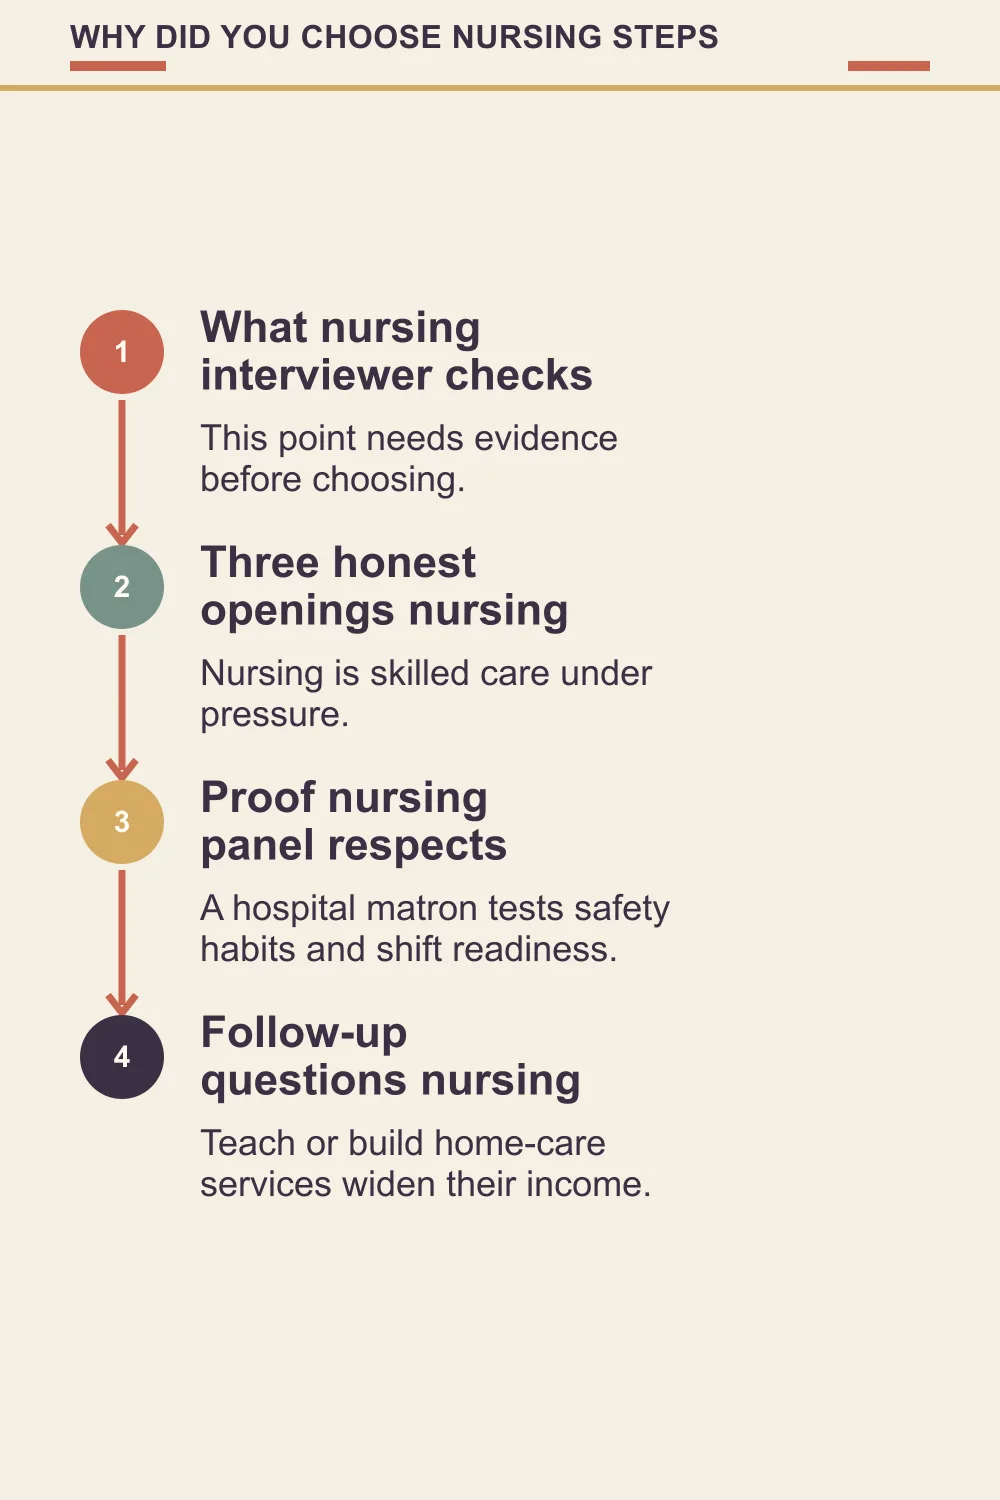 WHY DID YOU CHOOSE NURSING STEPS
1
What nursing
interviewer checks
This point needs evidence
before choosing.
2
Three honest
openings nursing
Nursing is skilled care under
pressure.
3
Proof nursing
panel respects
A hospital matron tests safety
habits and shift readiness.
4
Follow-up
questions nursing
Teach or build home-care
services widen their income.